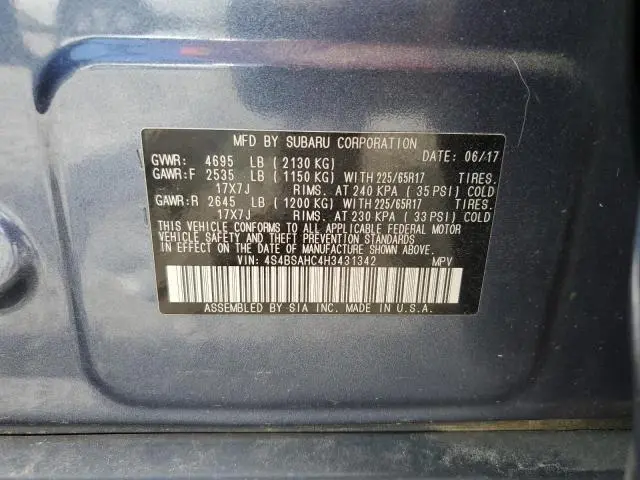 MFD BY SUBARU CORPORATION
GVWR: 4695 LB ( 2130 KG) DATE: 06/17
GAWR:F 2535 LB ( 1150 KG) WITH 225/65R17 TIRES.
17X7J RIMS. AT 240 KPA ( 35 PSI) COLD
GAWR:R 2645 LB ( 1200 KG) WITH 225/65R17 TIRES.
17X7J RIMS. AT 230 KPA ( 33 PSI) COLD
THIS VEHICLE CONFORMS TO ALL APPLICABLE FEDERAL MOTOR
VEHICLE SAFETY AND THEFT PREVENTION STANDARDS
IN EFFECT ON THE DATE OF MANUFACTURE SHOWN ABOVE.
VIN: 4S4BSAHC4H3431342 MPV
ASSEMBLED BY SIA INC. MADE IN U.S.A.